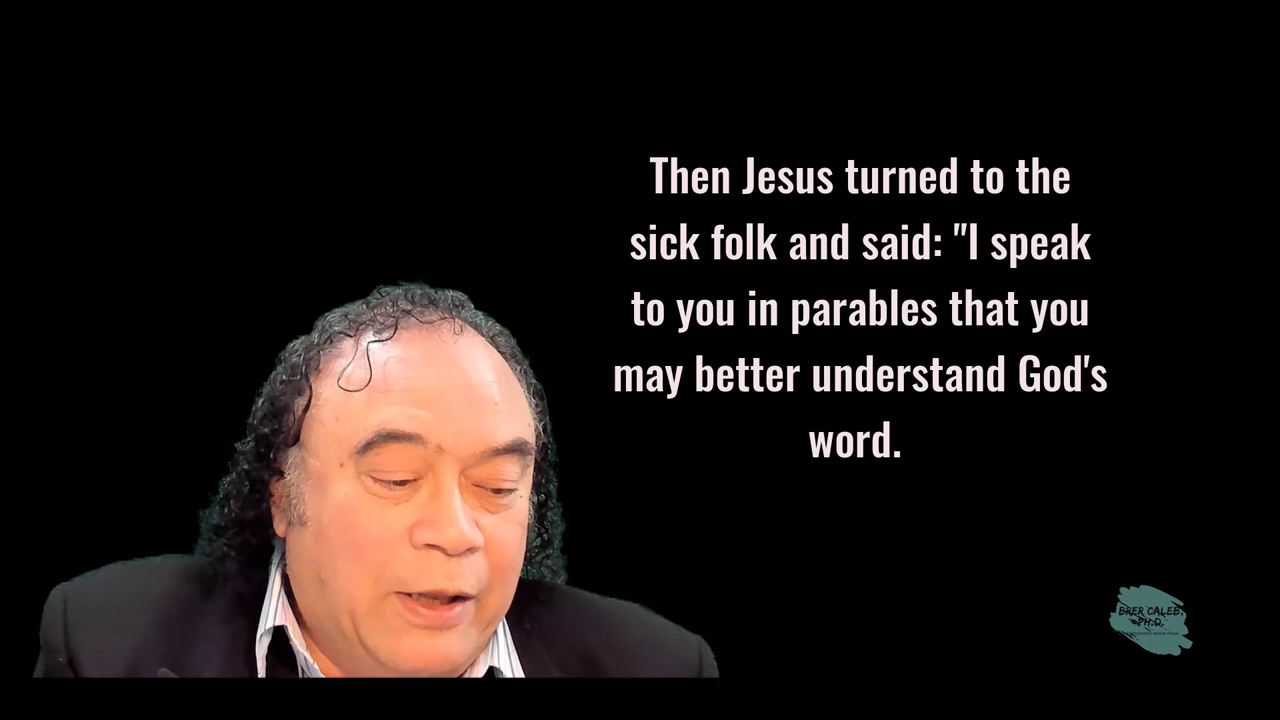 Then Jesus turned to the
sick folk and said: "I speak
to you in parables that you
may better understand God's
word.
BRER CALEB,
PH.D.